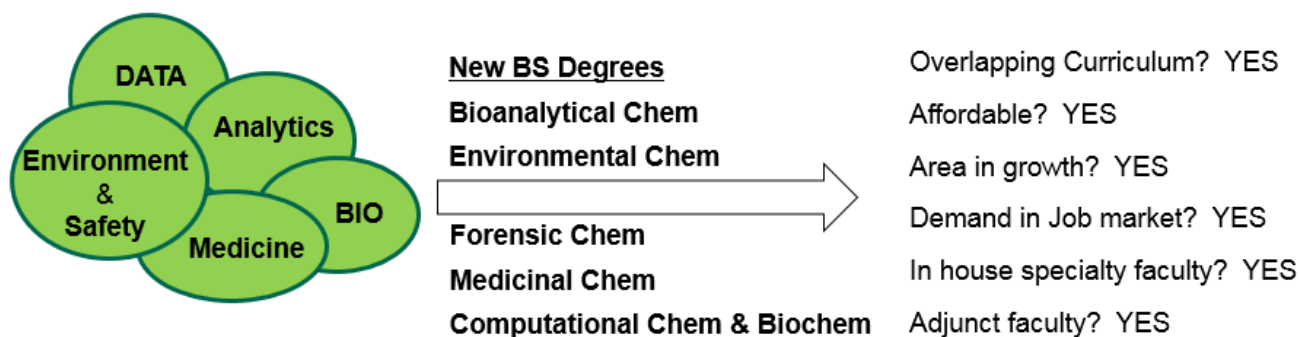 DATA
Analytics
Environment
&
Safety
BIO
Medicine
New BS Degrees
Bioanalytical Chem
Environmental Chem
Forensic Chem
Medicinal Chem
Computational Chem & Biochem
Overlapping Curriculum? YES
Affordable? YES
Area in growth? YES
Demand in Job market? YES
In house specialty faculty? YES
Adjunct faculty? YES